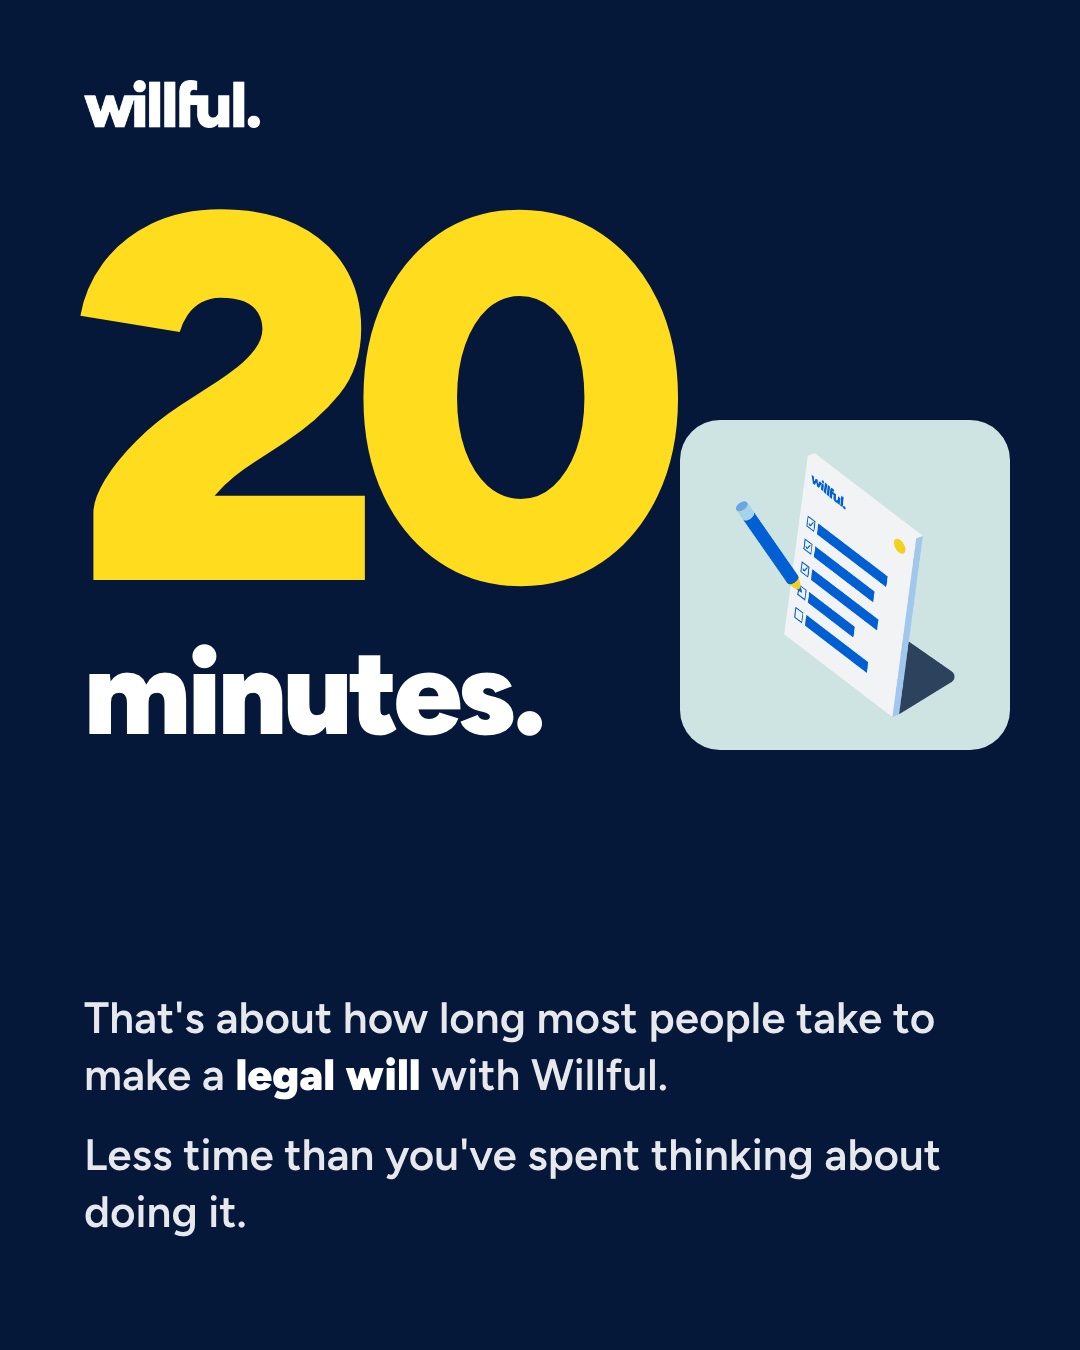 willful.
20
minutes.
willful.
That's about how long most people take to
make a legal will with Willful.
Less time than you've spent thinking about
doing it.